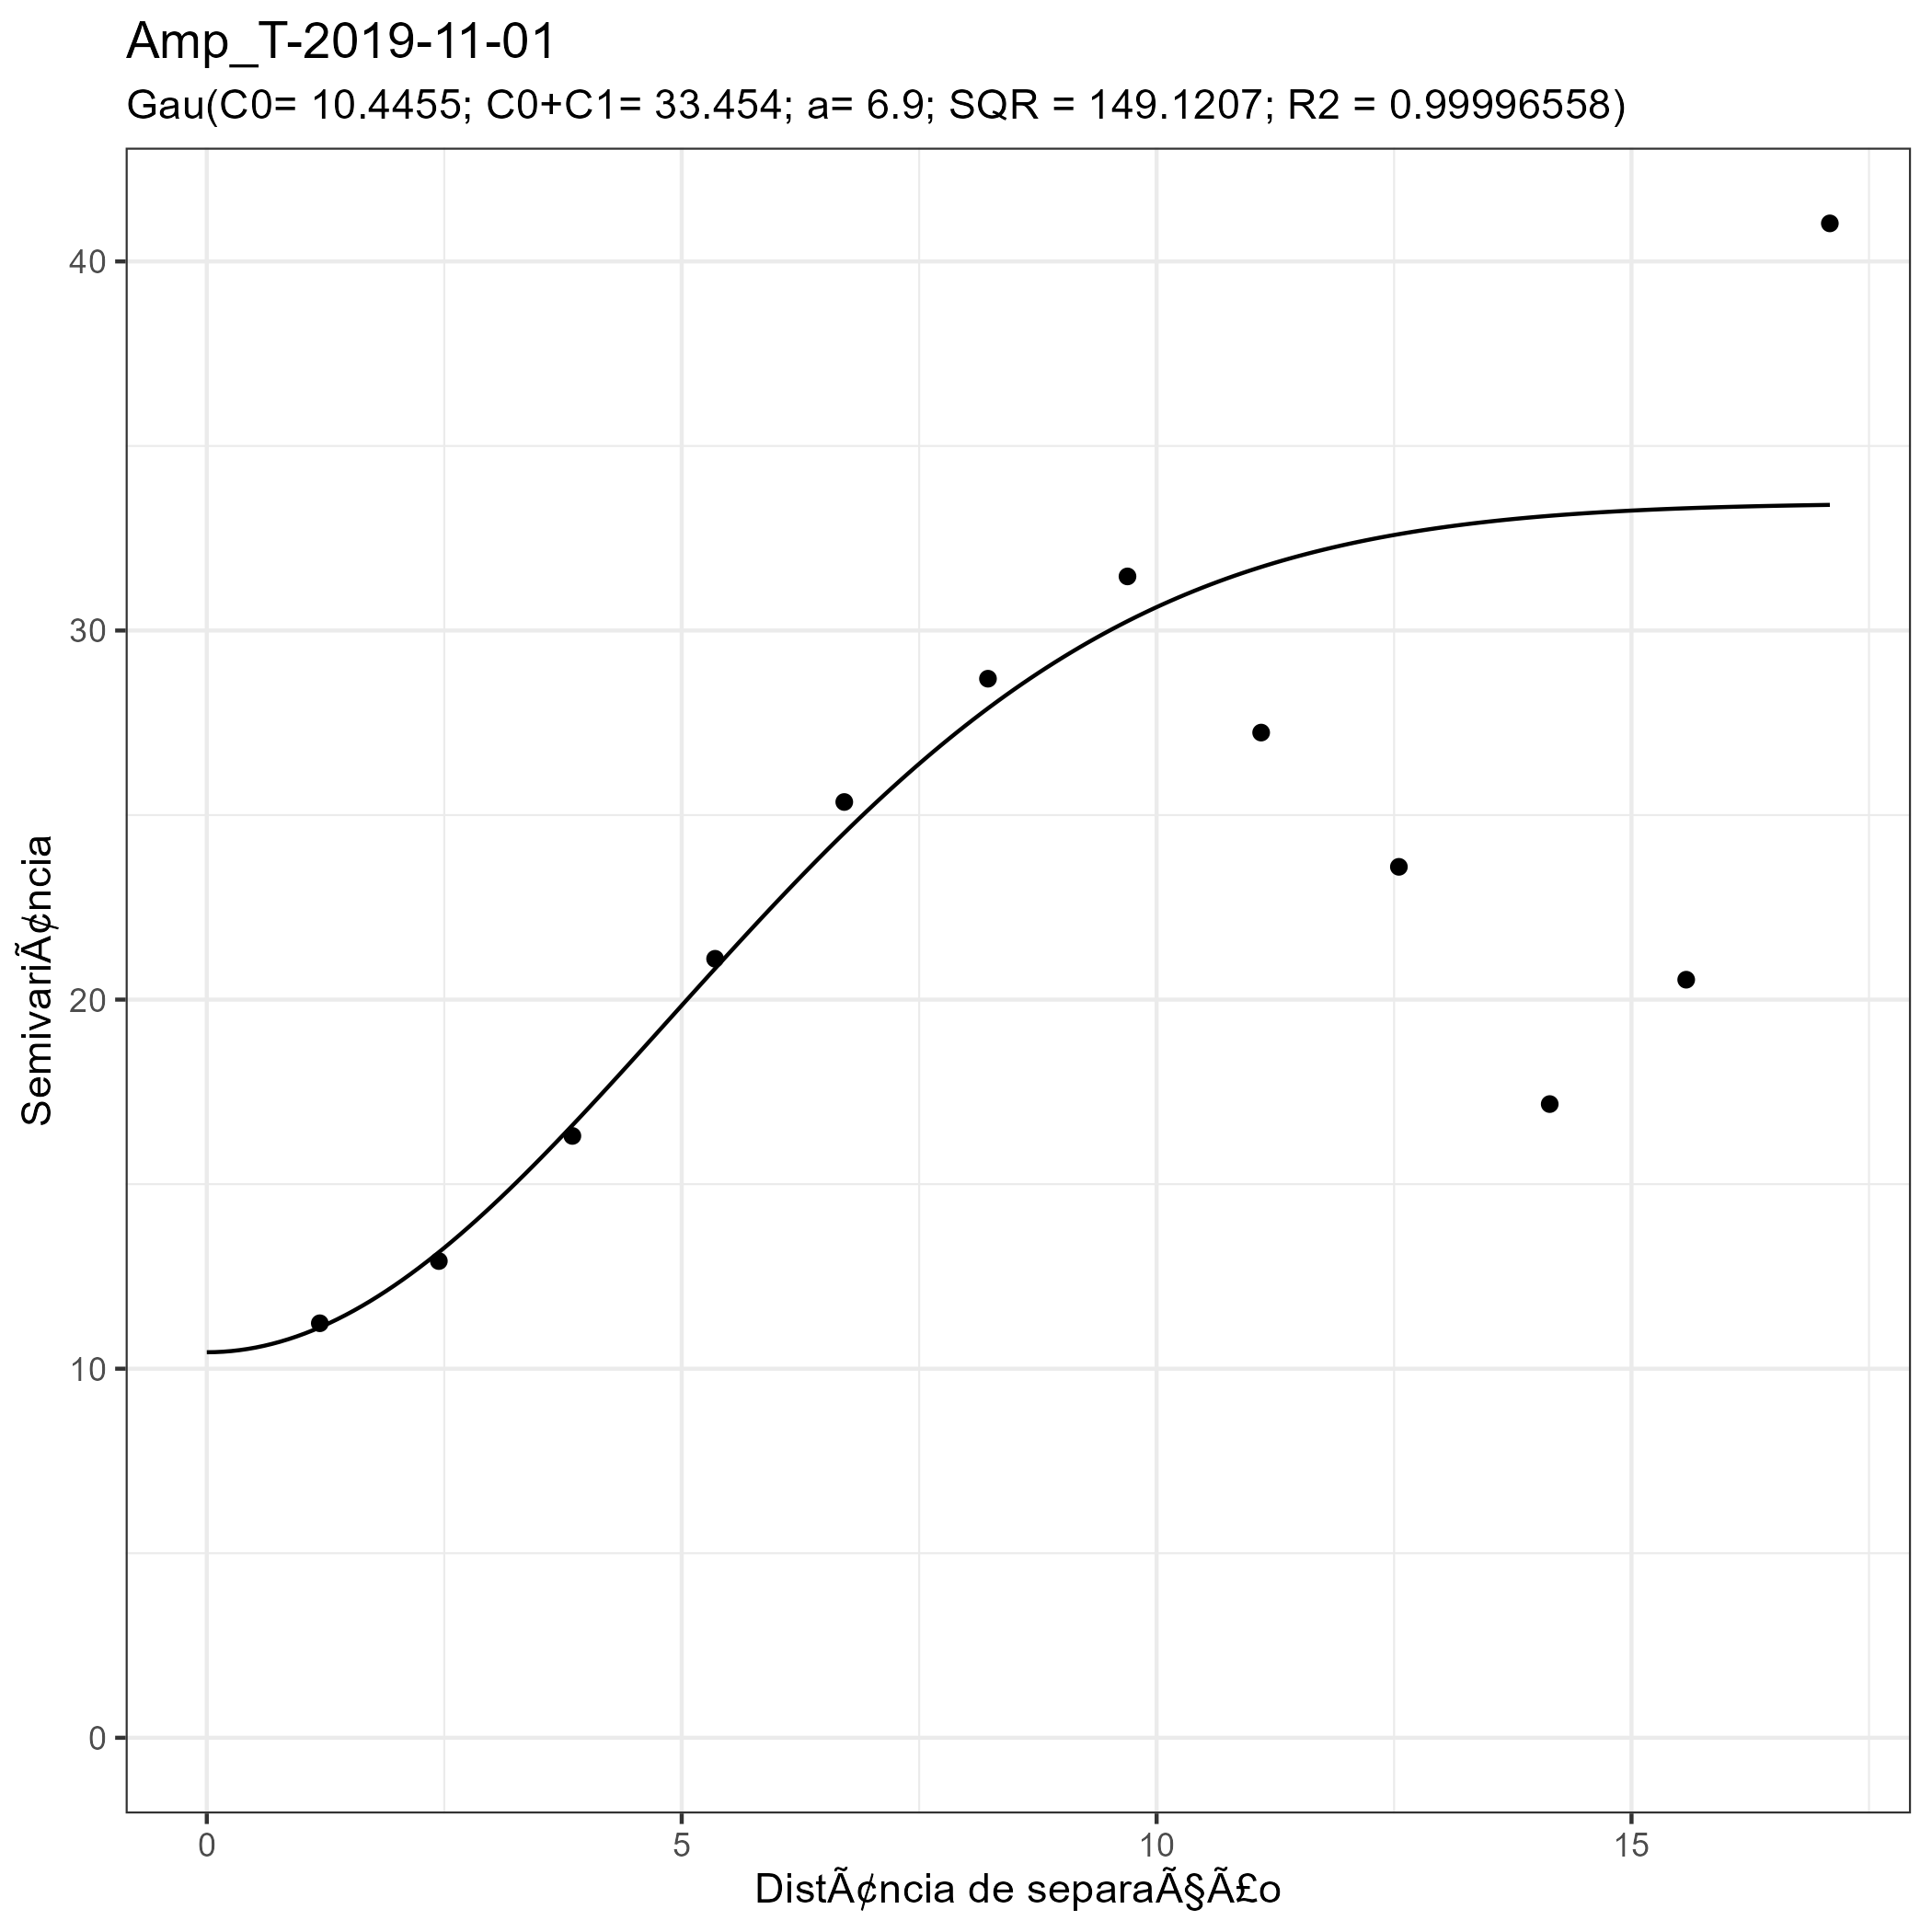 Amp_T-2019-11-01
Gau(C0= 10.4455; C0+C1= 33.454; a= 6.9; SQR = 149.1207; R2 = 0.99996558)
40
30
20
10
0
SemivariÃ¢ncia
0 5 10 15
DistÃ¢ncia de separaÃ§Ã£o